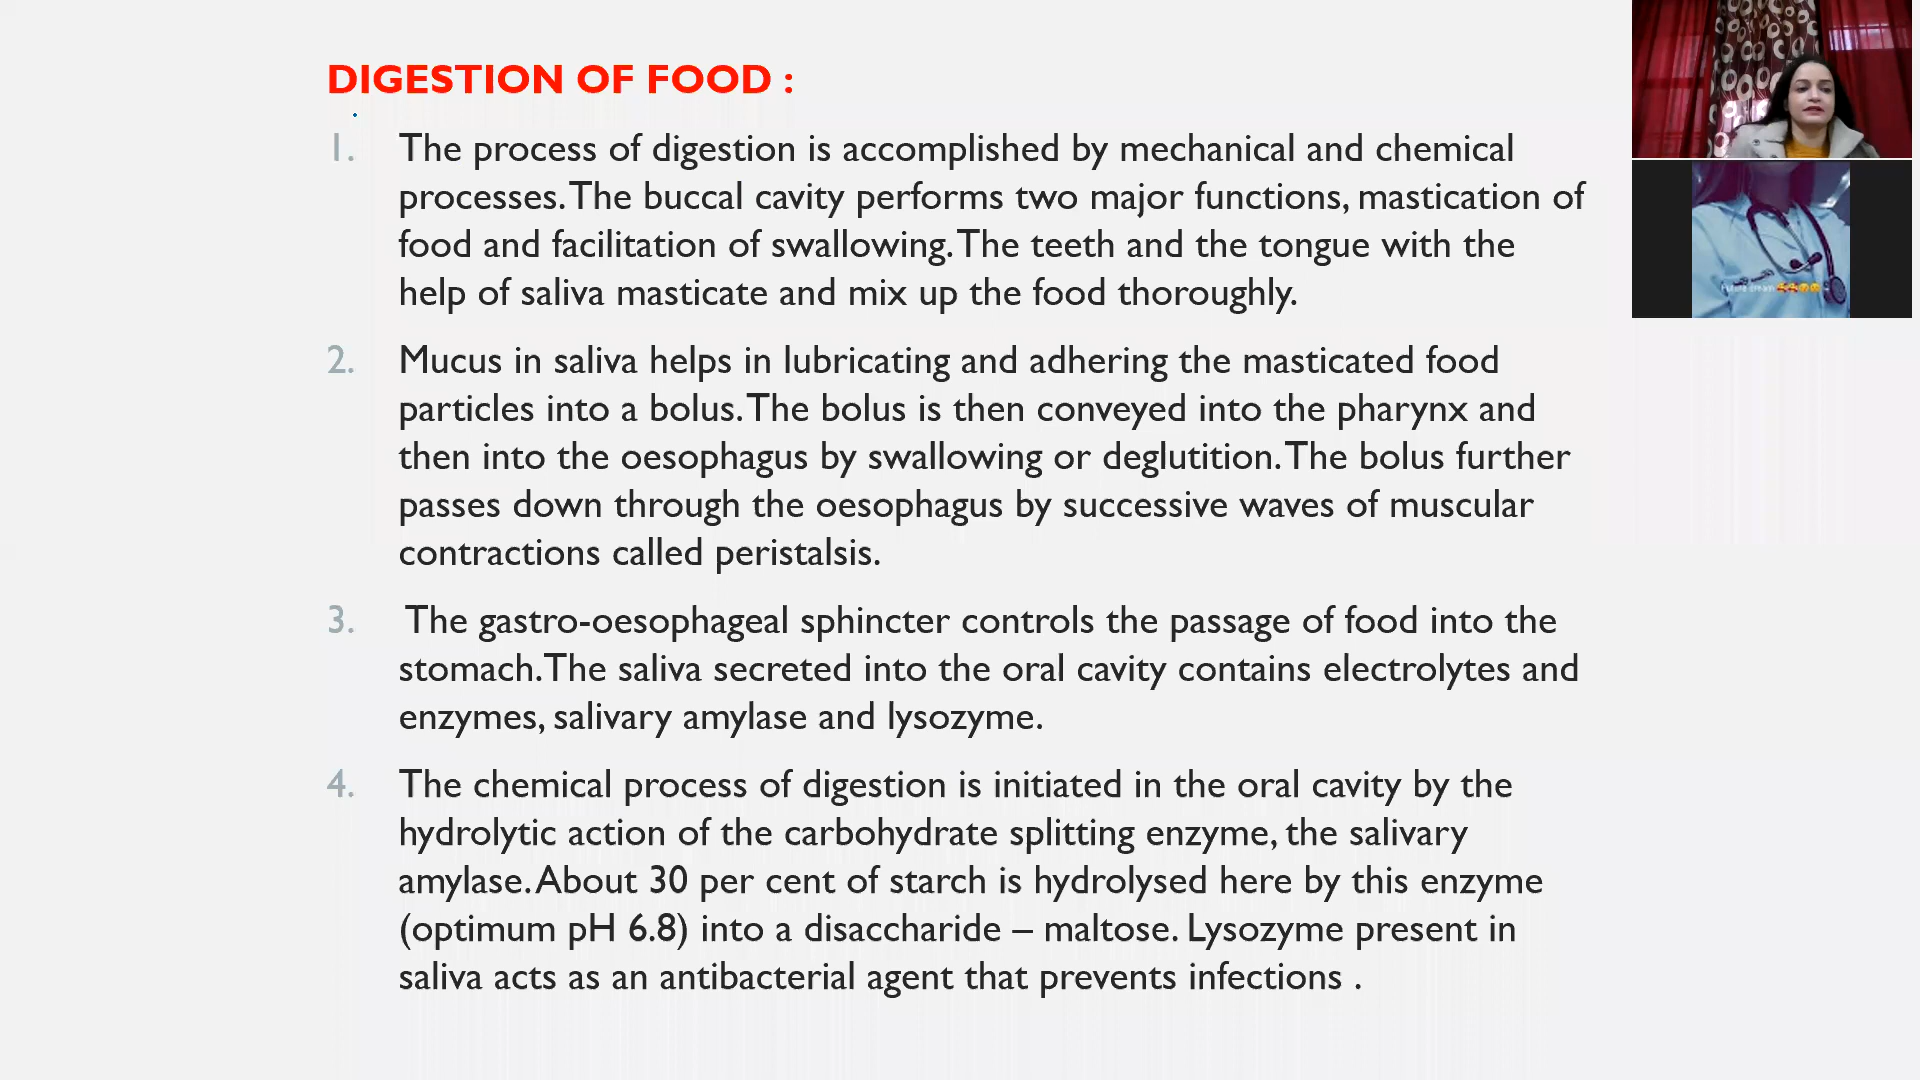 DIGESTION OF FOOD :
1. The process of digestion is accomplished by mechanical and chemical
processes. The buccal cavity performs two major functions, mastication of
food and facilitation of swallowing. The teeth and the tongue with the
help of saliva masticate and mix up the food thoroughly.
2. Mucus in saliva helps in lubricating and adhering the masticated food
particles into a bolus. The bolus is then conveyed into the pharynx and
then into the oesophagus by swallowing or deglutition. The bolus further
passes down through the oesophagus by successive waves of muscular
contractions called peristalsis.
3. The gastro-oesophageal sphincter controls the passage of food into the
stomach. The saliva secreted into the oral cavity contains electrolytes and
enzymes, salivary amylase and lysozyme.
4. The chemical process of digestion is initiated in the oral cavity by the
hydrolytic action of the carbohydrate splitting enzyme, the salivary
amylase. About 30 per cent of starch is hydrolysed here by this enzyme
(optimum pH 6.8) into a disaccharide – maltose. Lysozyme present in
saliva acts as an antibacterial agent that prevents infections .